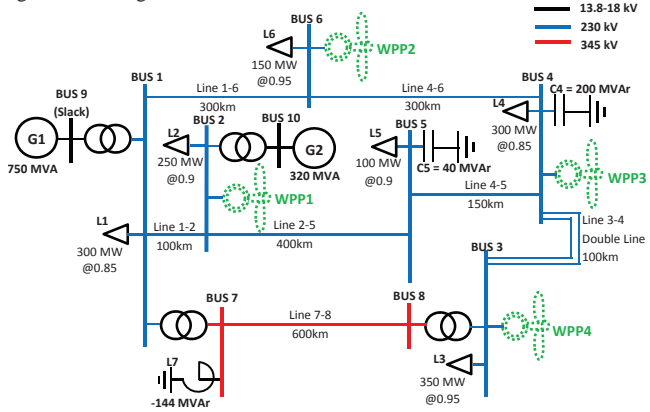 13.8-18 kV
230 kV
345 kV
BUS 6
L6
WPP2
150 MW
@0.95
BUS 9
(Slack)
BUS 1
Line 1-6
300km
Line 4-6
300km
BUS 4
C4 = 200 MVAr
L4
300 MW
@0.85
G1
750 MVA
BUS 2
L2
250 MW
@0.9
BUS 10
G2
320 MVA
BUS 5
L5
100 MW
@0.9
C5 = 40 MVAr
WPP1
WPP3
Line 4-5
150km
L1
300 MW
@0.85
Line 1-2
100km
Line 2-5
400km
Line 3-4
Double Line
100km
BUS 3
BUS 7
Line 7-8
600km
BUS 8
WPP4
L7
-144 MVAr
L3
350 MW
@0.95